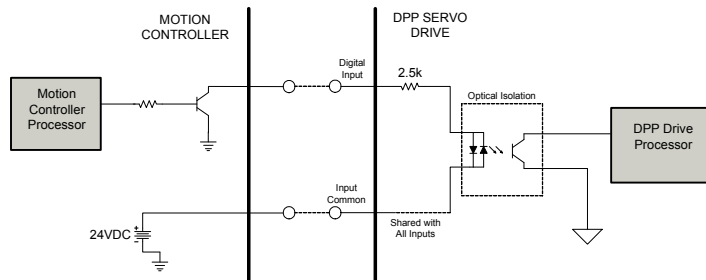 MOTION
CONTROLLER
DPP SERVO
DRIVE
Motion
Controller
Processor
Digital
Input
2.5k
Optical Isolation
DPP Drive
Processor
24VDC
+
-
Input
Common
Shared with
All Inputs